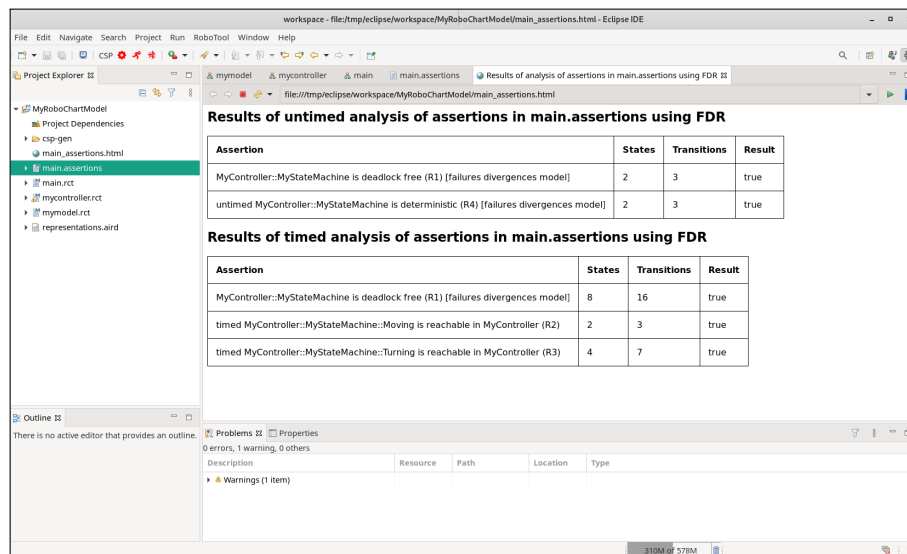 workspace - file:/tmp/eclipse/workspace/MyRoboChartModel/main_assertions.html - Eclipse IDE
File Edit Navigate Search Project Run RoboTool Window Help
CSP
Project Explorer
mymodel mycontroller main main.assertions Results of analysis of assertions in main.assertions using FDR
file:///tmp/eclipse/workspace/MyRoboChartModel/main_assertions.html
MyRoboChartModel
Project Dependencies
csp-gen
main_assertions.html
main.assertions
main.rct
mycontroller.rct
mymodel.rct
representations.aird
Results of untimed analysis of assertions in main.assertions using FDR
Assertion States Transitions Result
MyController::MyStateMachine is deadlock free (R1) [failures divergences model] 2 3 true
untimed MyController::MyStateMachine is deterministic (R4) [failures divergences model] 2 3 true
Results of timed analysis of assertions in main.assertions using FDR
Assertion States Transitions Result
MyController::MyStateMachine is deadlock free (R1) [failures divergences model] 8 16 true
timed MyController::MyStateMachine::Moving is reachable in MyController (R2) 2 3 true
timed MyController::MyStateMachine::Turning is reachable in MyController (R3) 4 7 true
Outline
There is no active editor that provides an outline.
Problems Properties
0 errors, 1 warning, 0 others
Description Resource Path Location Type
Warnings (1 item)
310M of 578M